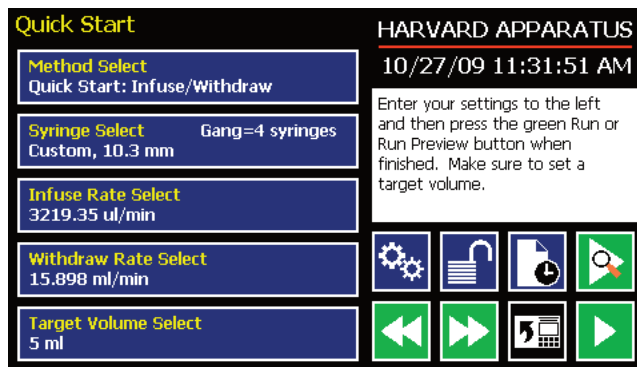 Quick Start
Method Select
Quick Start: Infuse/Withdraw
Syringe Select Gang=4 syringes
Custom, 10.3 mm
Infuse Rate Select
3219.35 ul/min
Withdraw Rate Select
15.898 ml/min
Target Volume Select
5 ml
HARVARD APPARATUS
10/27/09 11:31:51 AM
Enter your settings to the left
and then press the green Run or
Run Preview button when
finished. Make sure to set a
target volume.